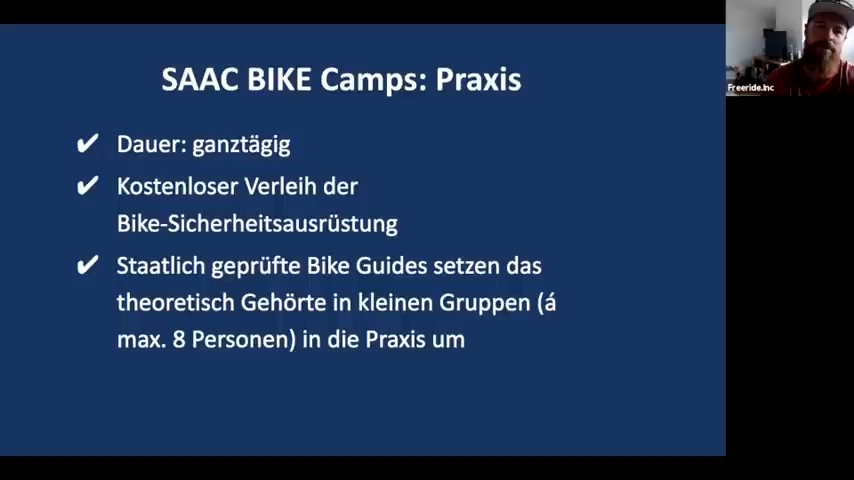 SAAC BIKE Camps: Praxis
✔ Dauer: ganztägig
✔ Kostenloser Verleih der
Bike-Sicherheitsausrüstung
✔ Staatlich geprüfte Bike Guides setzen das
theoretisch Gehörte in kleinen Gruppen (á
max. 8 Personen) in die Praxis um
Freeride.Inc